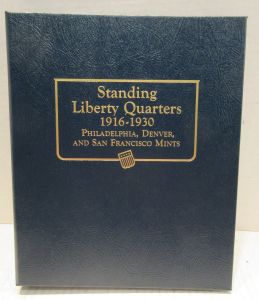 Standing
Liberty Quarters
1916-1930
Philadelphia, Denver,
and San Francisco Mints